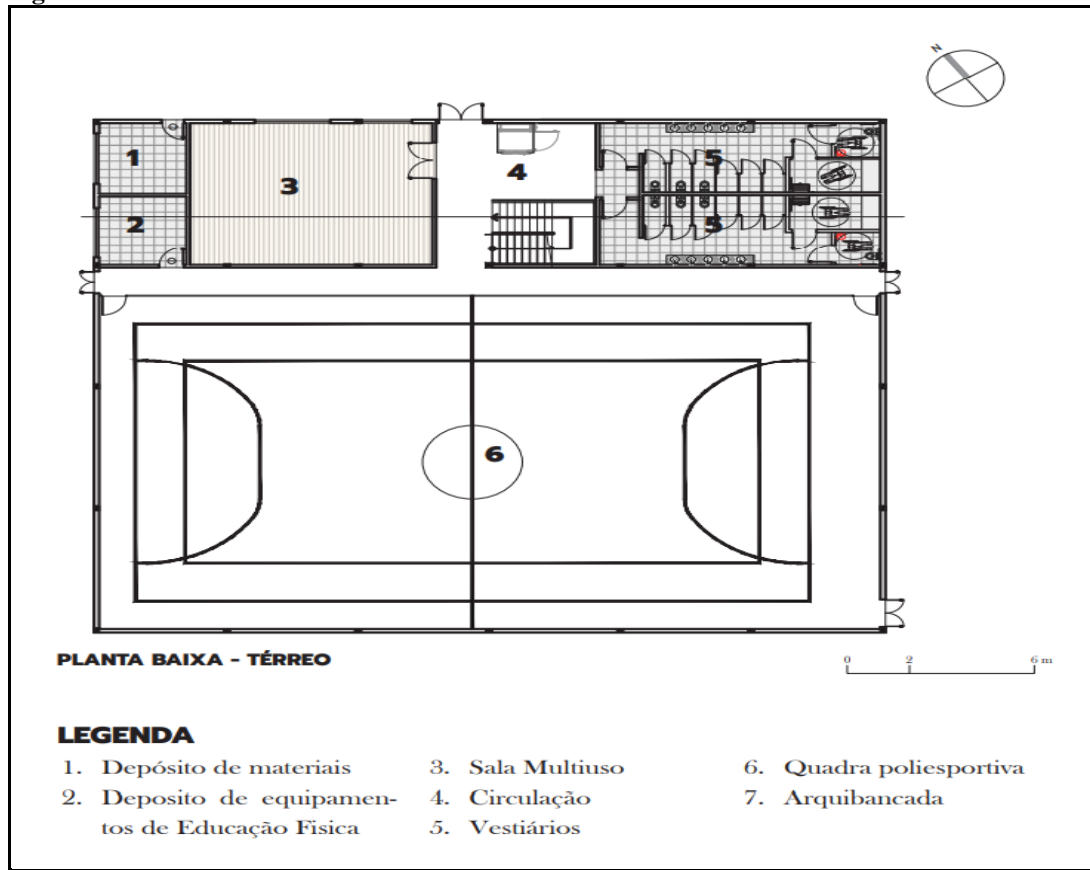 N
1
2
3
4
5
5
6
PLANTA BAIXA - TÉRREO
0 2 6 m
LEGENDA
1. Depósito de materiais
2. Deposito de equipamen-
tos de Educação Fisica
3. Sala Multiuso
4. Circulação
5. Vestiários
6. Quadra poliesportiva
7. Arquibancada